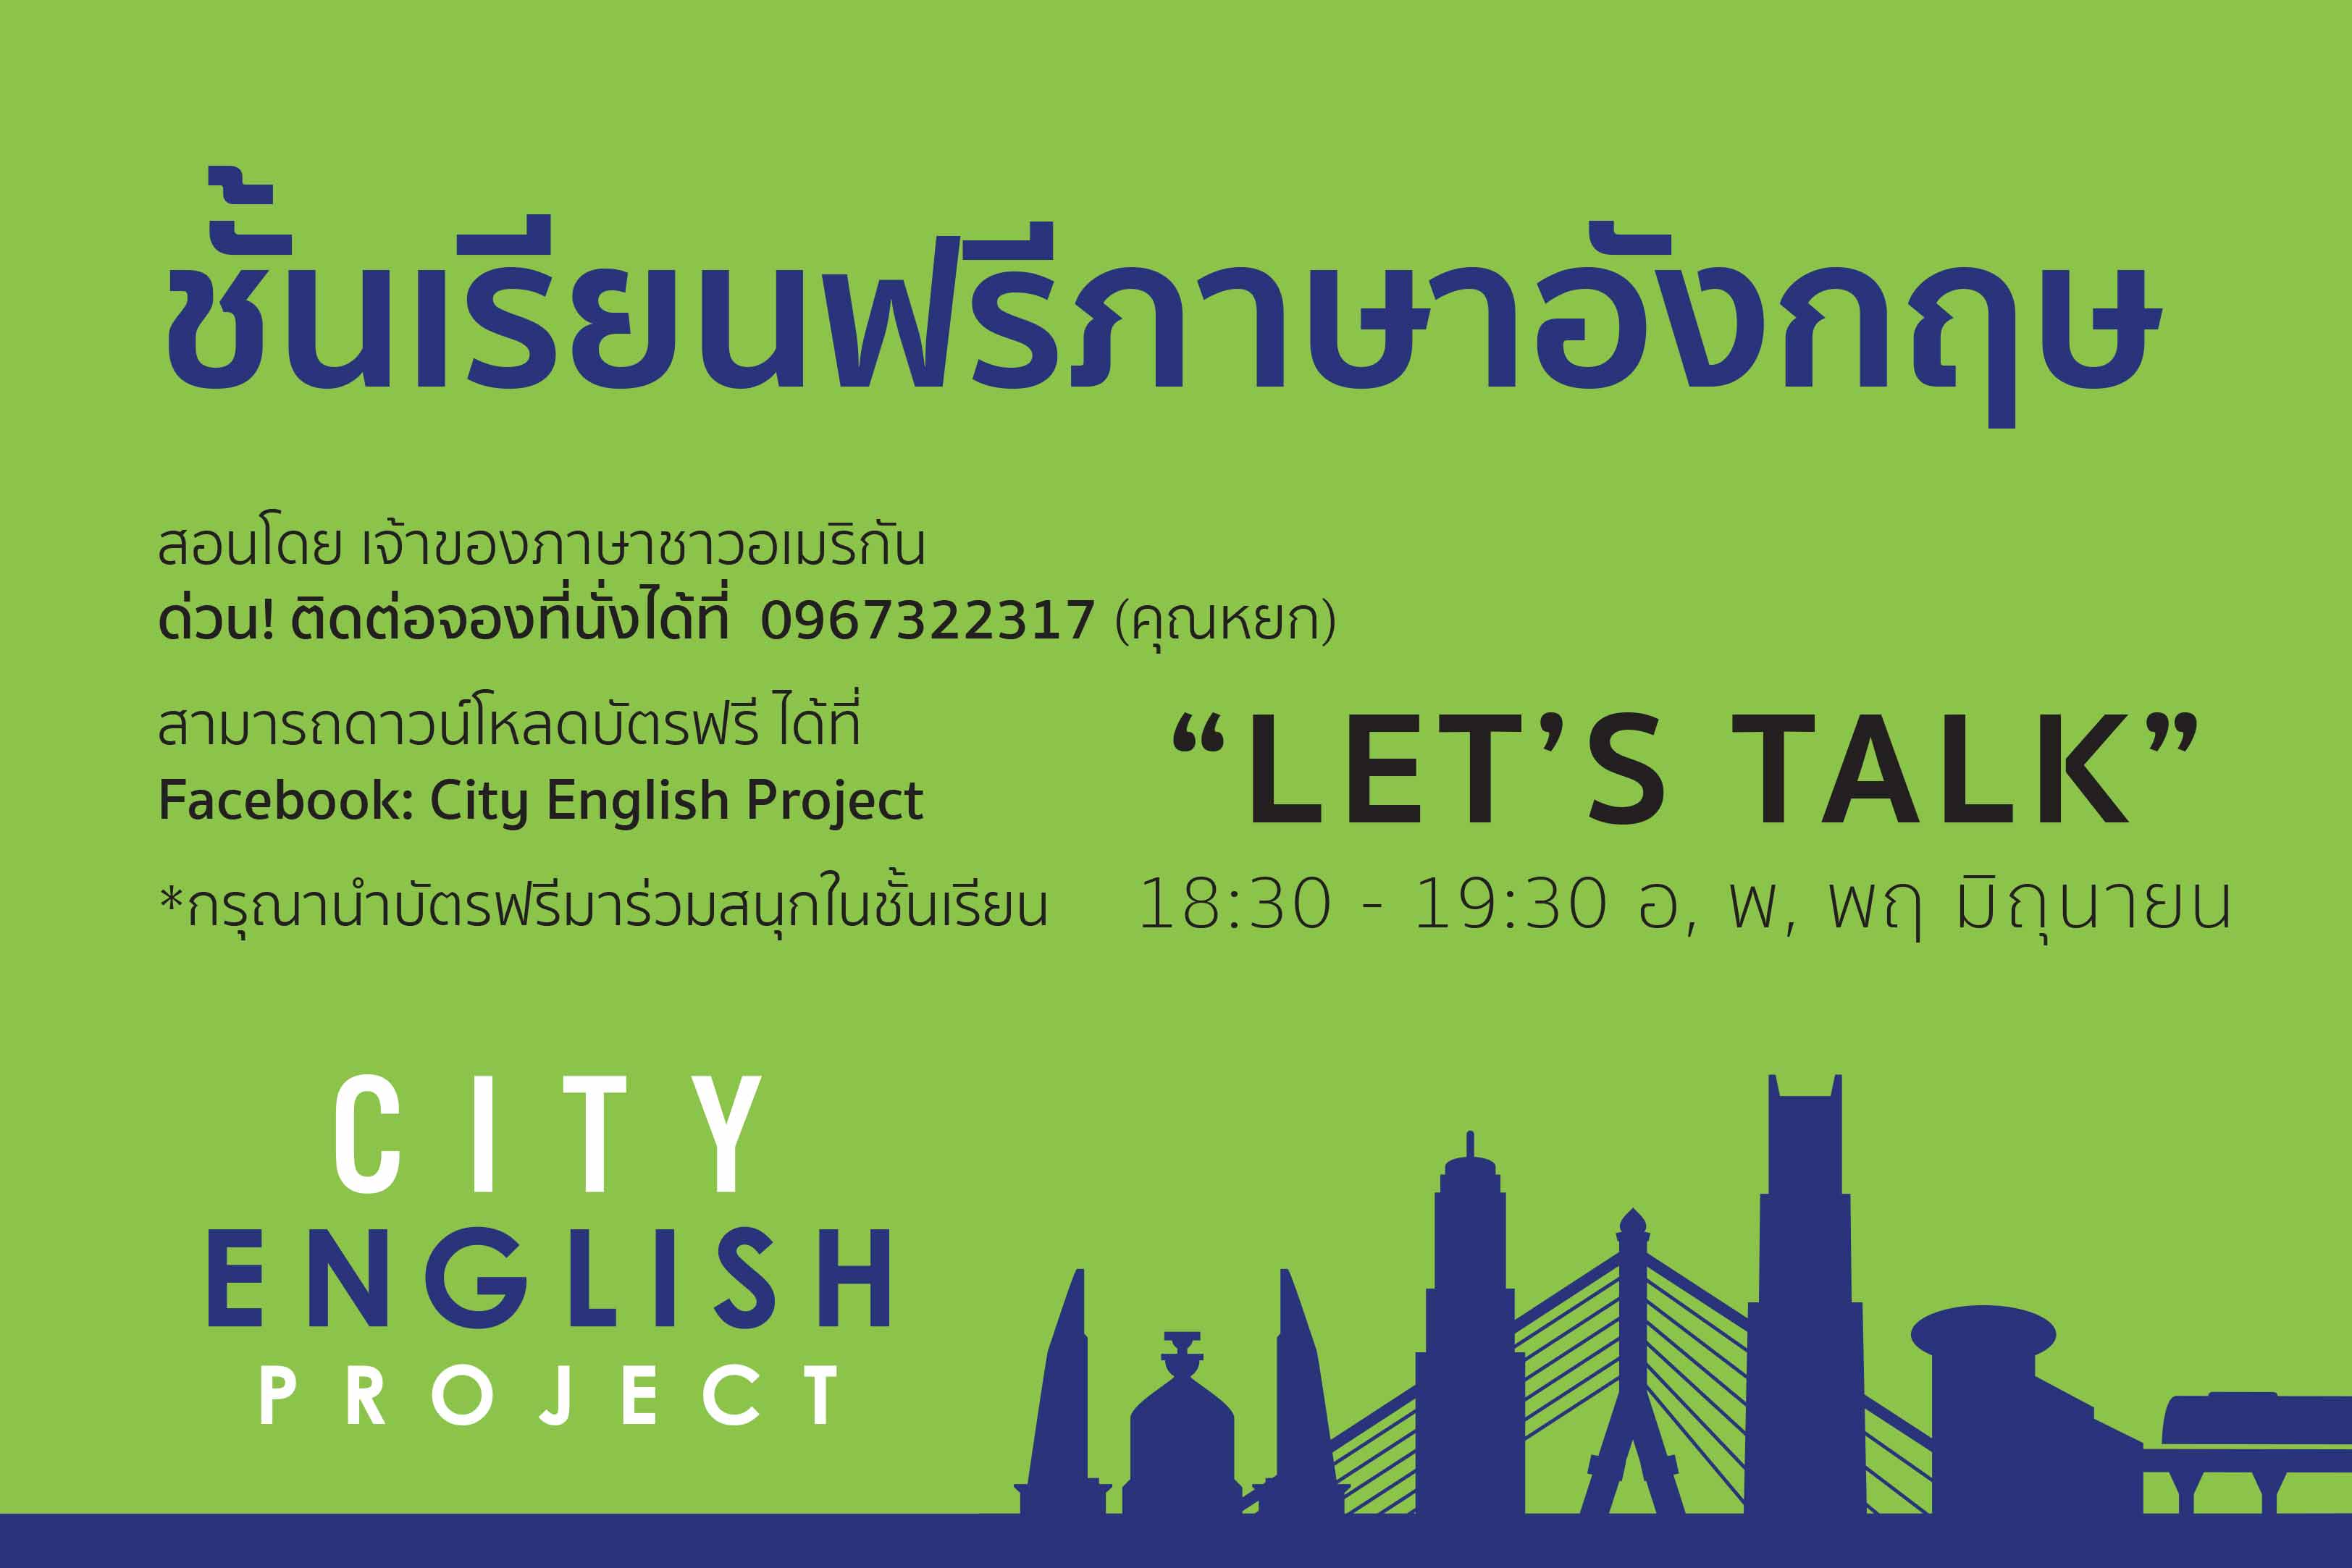 ชั้นเรียนฟรีภาษาอังกฤษ
สอนโดย เจ้าของภาษาชาวอเมริกัน
ด่วน! ติดต่อจองที่นั่งได้ที่ 0967322317 (คุณหยก)
สามารถดาวน์โหลดบัตรฟรี ได้ที่
Facebook: City English Project
*กรุณานำบัตรฟรีมาร่วมสนุกในชั้นเรียน
“LET’S TALK”
18:30 - 19:30 อ, พ, พฤ มิถุนายน
CITY
ENGLISH
PROJECT